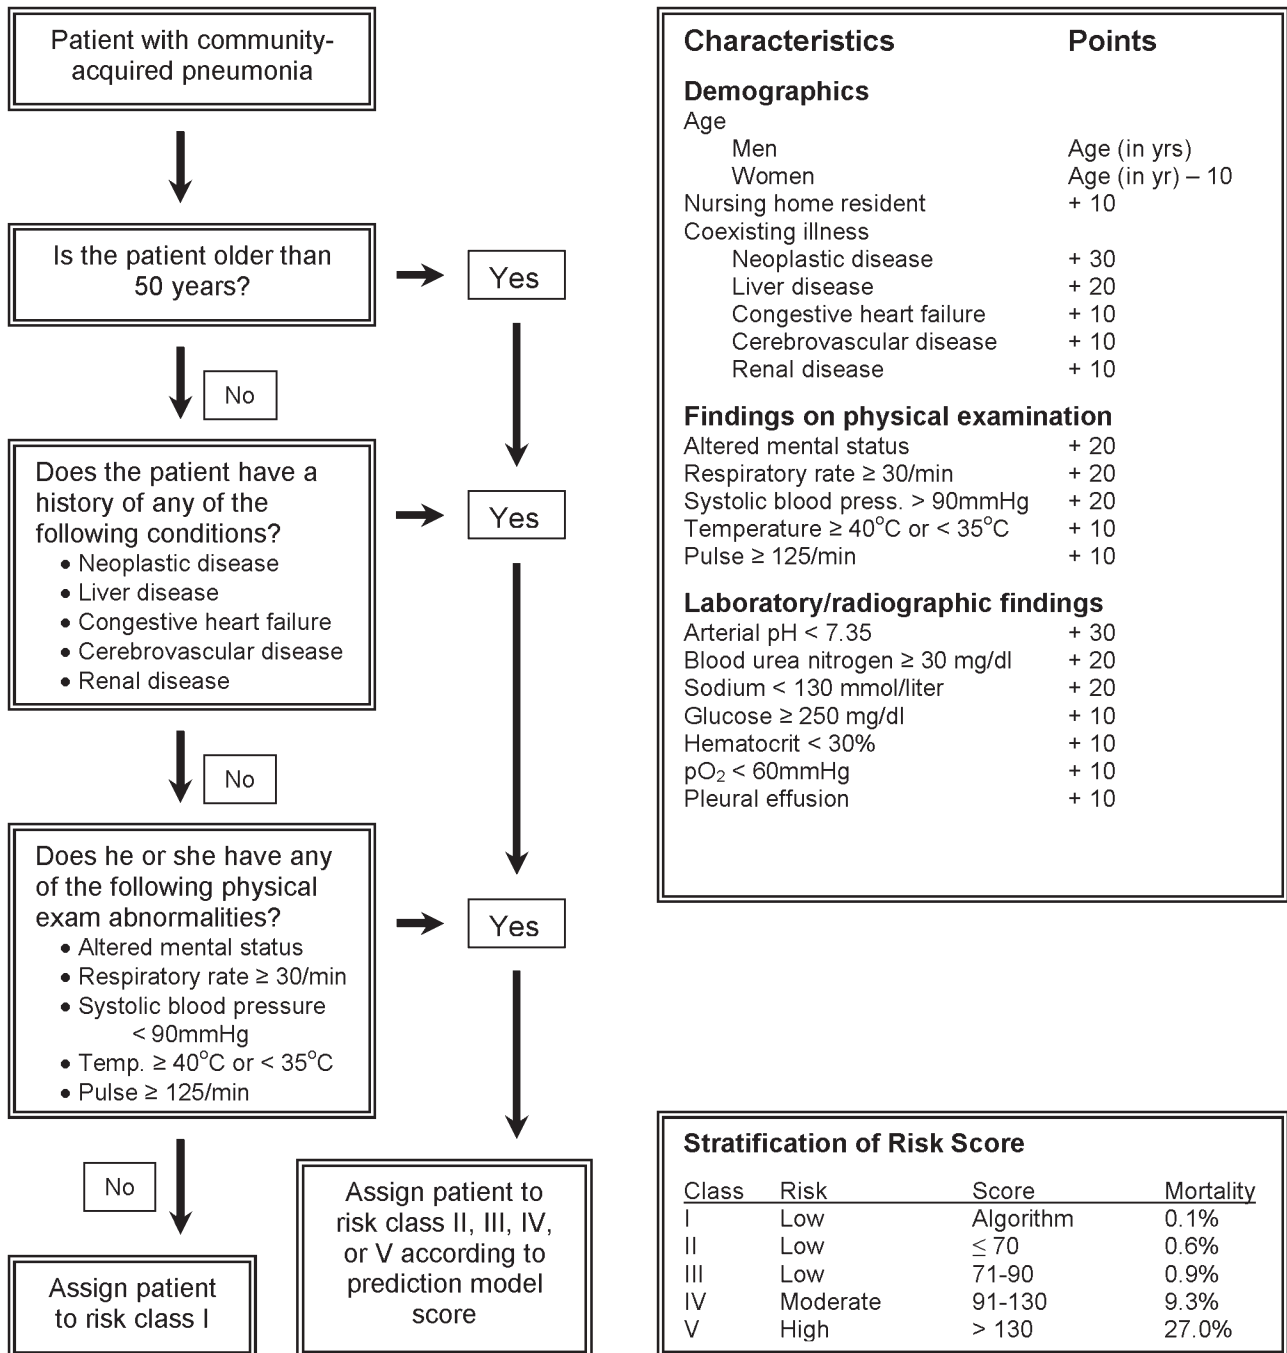 Patient with community-
acquired pneumonia
Is the patient older than
50 years?
Yes
No
Does the patient have a
history of any of the
following conditions?
• Neoplastic disease
• Liver disease
• Congestive heart failure
• Cerebrovascular disease
• Renal disease
Yes
No
Does he or she have any
of the following physical
exam abnormalities?
• Altered mental status
• Respiratory rate ≥ 30/min
• Systolic blood pressure
< 90mmHg
• Temp. ≥ 40°C or < 35°C
• Pulse ≥ 125/min
Yes
No
Assign patient
to risk class I
Assign patient to
risk class II, III, IV,
or V according to
prediction model
score
Characteristics Points
Demographics
Age
Men Age (in yrs)
Women Age (in yr) – 10
Nursing home resident + 10
Coexisting illness
Neoplastic disease + 30
Liver disease + 20
Congestive heart failure + 10
Cerebrovascular disease + 10
Renal disease + 10
Findings on physical examination
Altered mental status + 20
Respiratory rate ≥ 30/min + 20
Systolic blood press. > 90mmHg + 20
Temperature ≥ 40°C or < 35°C + 10
Pulse ≥ 125/min + 10
Laboratory/radiographic findings
Arterial pH < 7.35 + 30
Blood urea nitrogen ≥ 30 mg/dl + 20
Sodium < 130 mmol/liter + 20
Glucose ≥ 250 mg/dl + 10
Hematocrit < 30% + 10
pO₂ < 60mmHg + 10
Pleural effusion + 10
Stratification of Risk Score
Class Risk Score Mortality
I Low Algorithm 0.1%
II Low ≤ 70 0.6%
III Low 71-90 0.9%
IV Moderate 91-130 9.3%
V High > 130 27.0%